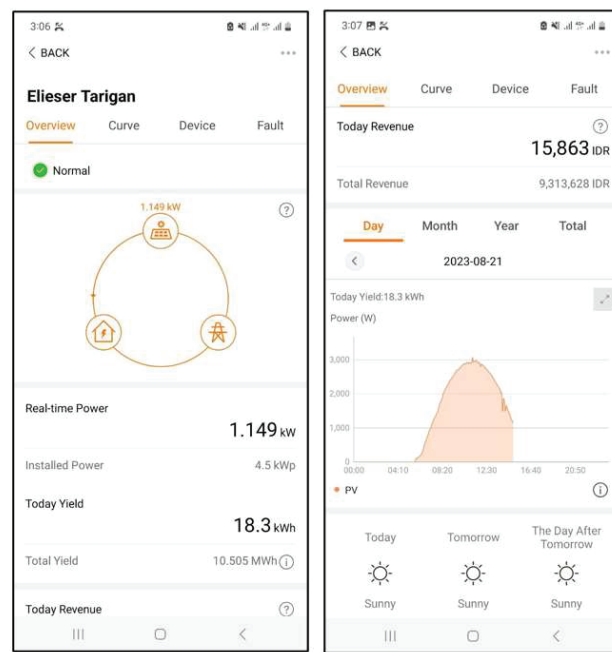 3:06
BACK
Elieser Tarigan
Overview Curve Device Fault
Normal
1.149 kW
Real-time Power
1.149 kW
Installed Power 4.5 kWp
Today Yield
18.3 kWh
Total Yield 10.505 MWh
Today Revenue
3:07
BACK
Overview Curve Device Fault
Today Revenue
15,863 IDR
Total Revenue 9,313,628 IDR
Day Month Year Total
2023-08-21
Today Yield:18.3 kWh
Power (W)
3,000
2,000
1,000
0
00:00 04:10 08:20 12:30 16:40 20:50
PV
Today Tomorrow The Day After
Tomorrow
Sunny Sunny Sunny